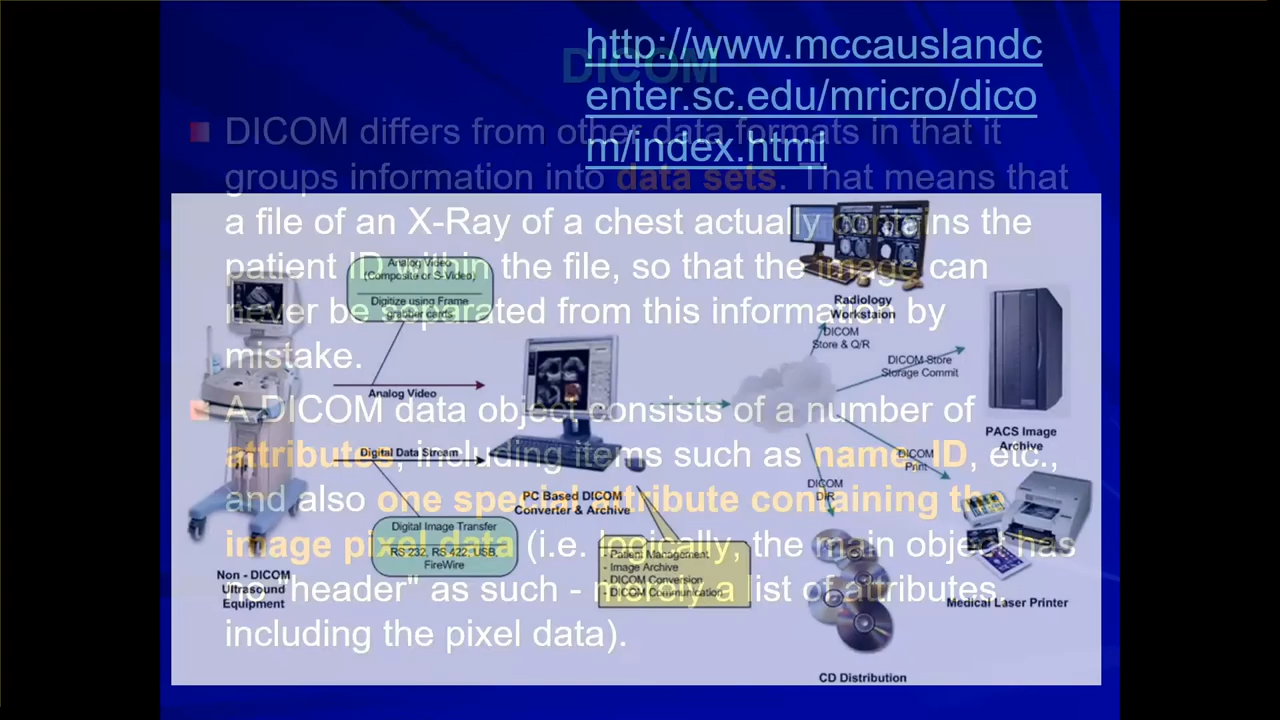 DICOM
http://www.mccauslandc
enter.sc.edu/mricro/dico
m/index.html
DICOM differs from other data formats in that it
groups information into data sets. That means that
a file of an X-Ray of a chest actually contains the
patient ID within the file, so that the image can
never be separated from this information by
mistake.
A DICOM data object consists of a number of
attributes, including items such as name, ID, etc.,
and also one special attribute containing the
image pixel data (i.e. logically, the main object has
no "header" as such - merely a list of attributes,
including the pixel data).
Analog Video
(Composite or S-Video)
Digitize using Frame
grabber cards
Analog Video
Digital Data Stream
Digital Image Transfer
RS 232, RS 422, USB,
FireWire
Non - DICOM
Ultrasound
Equipment
PC Based DICOM
Converter & Archive
- Patient Management
- Image Archive
- DICOM Conversion
- DICOM Communication
Radiology
Workstaion
DICOM
Store & Q/R
DICOM Store
Storage Commit
PACS Image
Archive
DICOM
Print
DICOM
DIR
Medical Laser Printer
CD Distribution